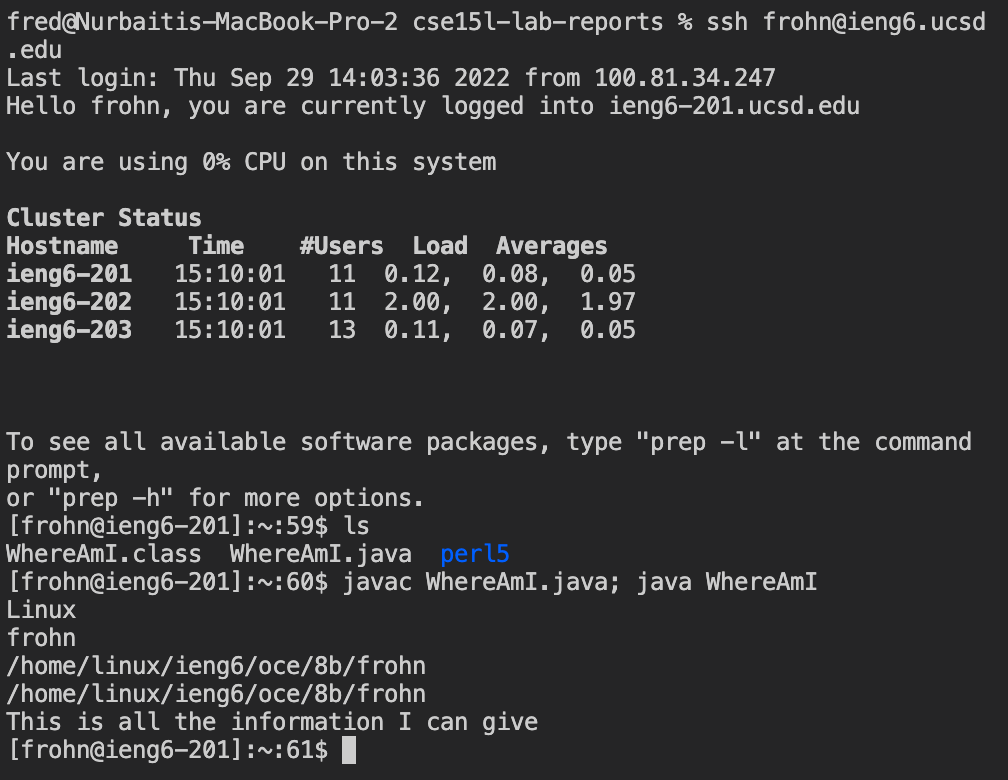 fred@Nurbaitis-MacBook-Pro-2 cse15l-lab-reports % ssh frohn@ieng6.ucsd
.edu
Last login: Thu Sep 29 14:03:36 2022 from 100.81.34.247
Hello frohn, you are currently logged into ieng6-201.ucsd.edu
You are using 0% CPU on this system
Cluster Status
Hostname     Time    #Users  Load  Averages
ieng6-201   15:10:01   11  0.12,  0.08,  0.05
ieng6-202   15:10:01   11  2.00,  2.00,  1.97
ieng6-203   15:10:01   13  0.11,  0.07,  0.05
To see all available software packages, type "prep -l" at the command
prompt,
or "prep -h" for more options.
[frohn@ieng6-201]:~:59$ ls
WhereAmI.class  WhereAmI.java  perl5
[frohn@ieng6-201]:~:60$ javac WhereAmI.java; java WhereAmI
Linux
frohn
/home/linux/ieng6/oce/8b/frohn
/home/linux/ieng6/oce/8b/frohn
This is all the information I can give
[frohn@ieng6-201]:~:61$